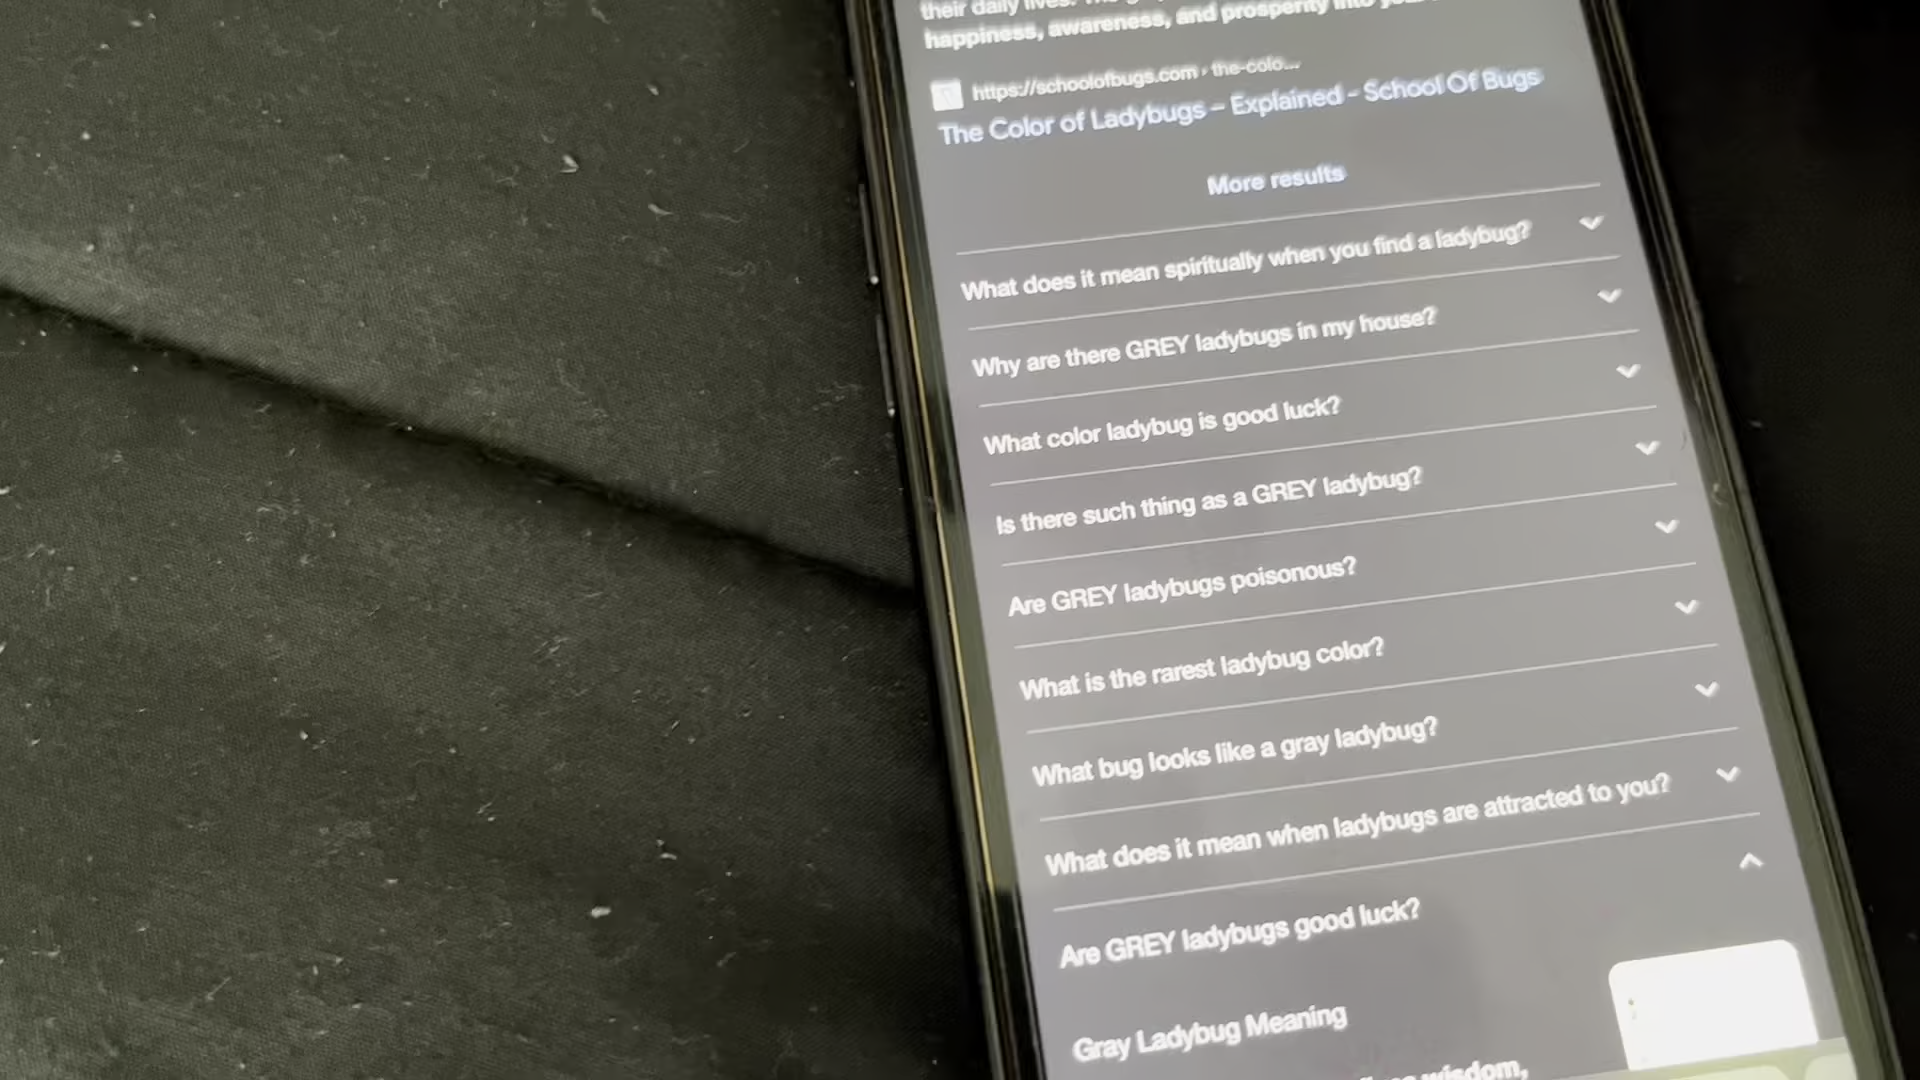 their daily lives.
happiness, awareness, and prosperity into
https://schoolofbugs.com › the-colo...
The Color of Ladybugs – Explained - School Of Bugs
More results
What does it mean spiritually when you find a ladybug?
Why are there GREY ladybugs in my house?
What color ladybug is good luck?
Is there such thing as a GREY ladybug?
Are GREY ladybugs poisonous?
What is the rarest ladybug color?
What bug looks like a gray ladybug?
What does it mean when ladybugs are attracted to you?
Are GREY ladybugs good luck?
Gray Ladybug Meaning
wisdom,